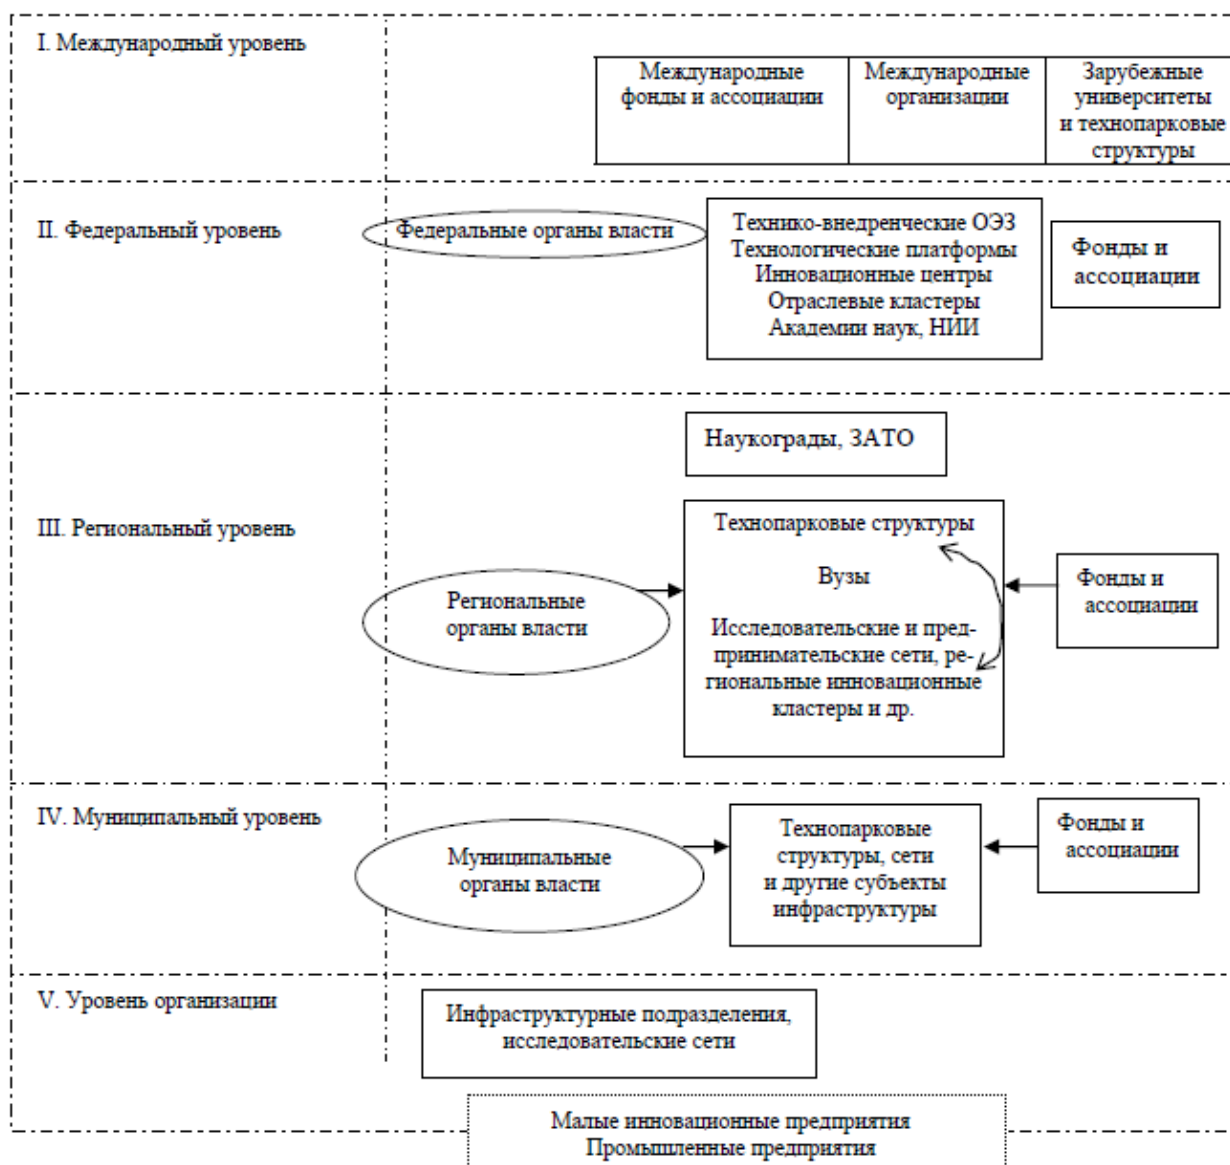 I. Международный уровень
Международные
фонды и ассоциации
Международные
организации
Зарубежные
университеты
и технопарковые
структуры
II. Федеральный уровень
Федеральные органы власти
Технико-внедренческие ОЭЗ
Технологические платформы
Инновационные центры
Отраслевые кластеры
Академии наук, НИИ
Фонды и
ассоциации
Наукограды, ЗАТО
III. Региональный уровень
Региональные
органы власти
Технопарковые структуры
Вузы
Исследовательские и пред-
принимательские сети, ре-
гиональные инновационные
кластеры и др.
Фонды и
ассоциации
IV. Муниципальный уровень
Муниципальные
органы власти
Технопарковые
структуры, сети
и другие субъекты
инфраструктуры
Фонды и
ассоциации
V. Уровень организации
Инфраструктурные подразделения,
исследовательские сети
Малые инновационные предприятия
Промышленные предприятия